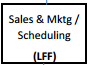 Sales & Mktg /
Scheduling
(LFF)